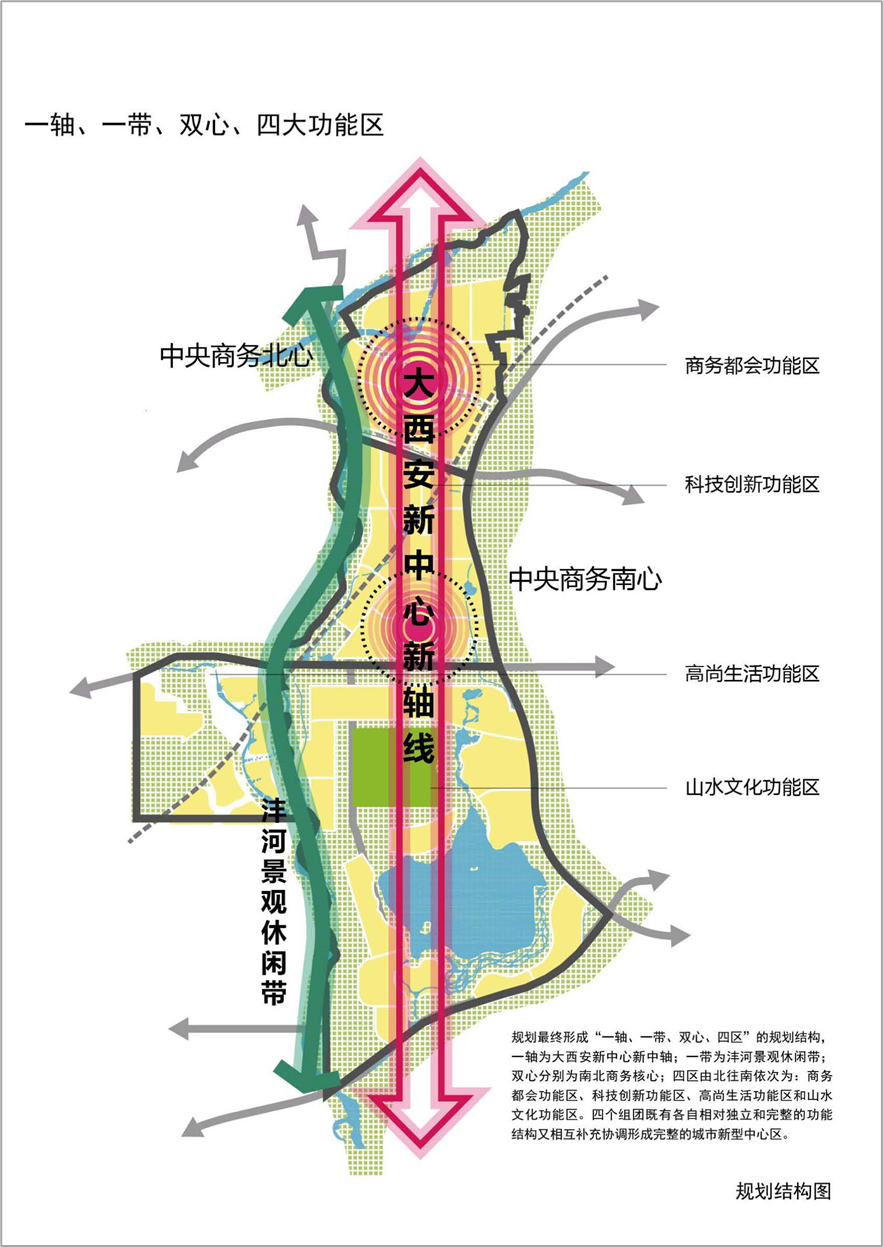 一轴、一带、双心、四大功能区
中央商务北心
商务都会功能区
大西安新中心新轴线
科技创新功能区
中央商务南心
高尚生活功能区
山水文化功能区
沣河景观休闲带
规划最终形成“一轴、一带、双心、四区”的规划结构，
一轴为大西安新中心新中轴；一带为沣河景观休闲带；
双心分别为南北商务核心；四区由北往南依次为：商务
都会功能区、科技创新功能区、高尚生活功能区和山水
文化功能区。四个组团既有各自相对独立和完整的功能
结构又相互补充协调形成完整的城市新型中心区。
规划结构图